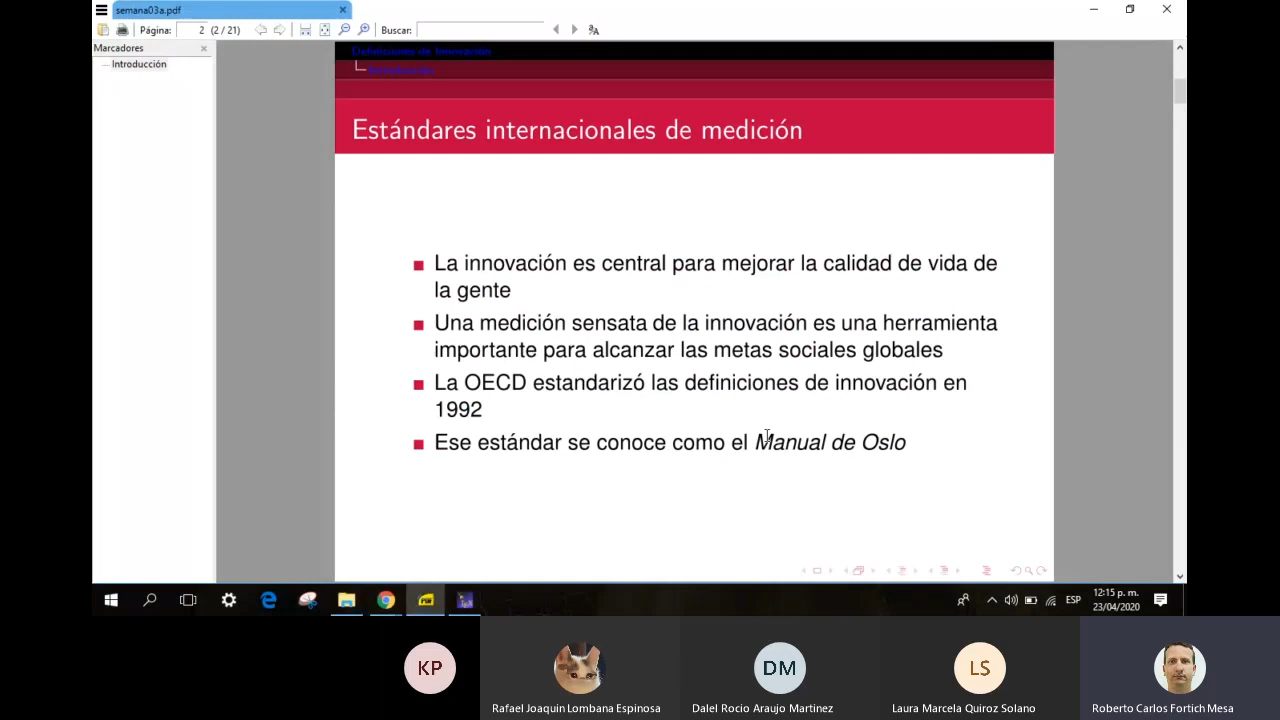 semana03a.pdf
Página: 2 (2 / 21) Buscar:
Marcadores
Introducción
Definiciones de Innovación
Introducción
Estándares internacionales de medición
La innovación es central para mejorar la calidad de vida de
la gente
Una medición sensata de la innovación es una herramienta
importante para alcanzar las metas sociales globales
La OECD estandarizó las definiciones de innovación en
1992
Ese estándar se conoce como el Manual de Oslo
ESP
12:15 p. m.
23/04/2020
KP
DM
LS
Rafael Joaquin Lombana Espinosa
Dalel Rocio Araujo Martinez
Laura Marcela Quiroz Solano
Roberto Carlos Fortich Mesa